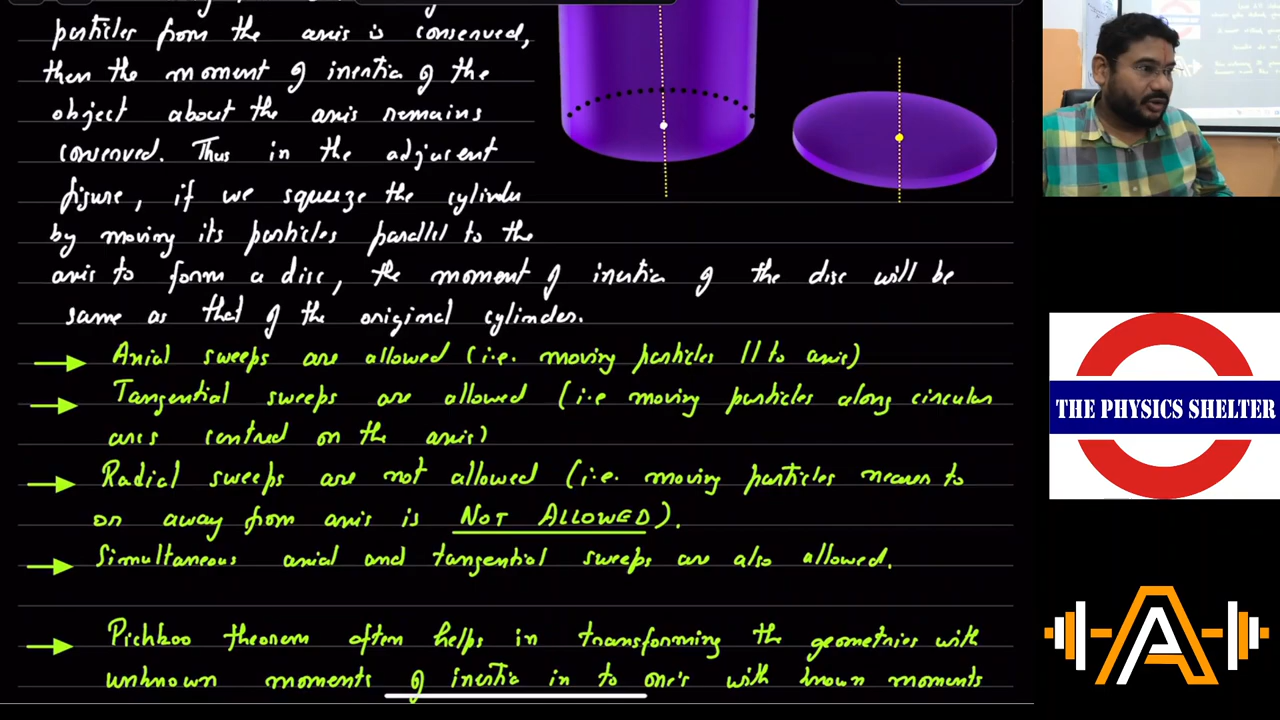 particles from the axis is conserved,
then the moment of inertia of the
object about the axis remains
conserved. Thus in the adjacent
figure, if we squeeze the cylinder
by moving its particles parallel to the
axis to form a disc, the moment of inertia of the disc will be
same as that of the original cylinder.
Axial sweeps are allowed (i.e. moving particles || to axis)
Tangential sweeps are allowed (i.e moving particles along circular
arcs centred on the axis)
Radial sweeps are not allowed (i.e. moving particles nearer to
or away from axis is NOT ALLOWED).
Simultaneous axial and tangential sweeps are also allowed.
Pichkoo theorem often helps in transforming the geometries with
unknown moments of inertia in to one's with known moments
THE PHYSICS SHELTER
A